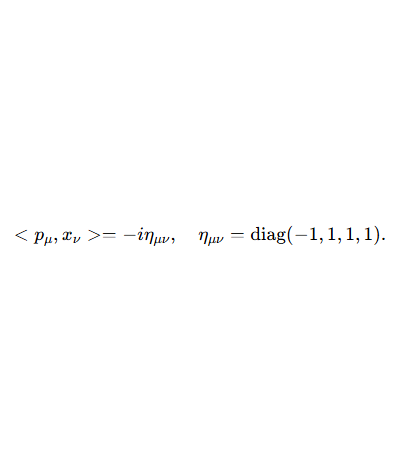 < p_μ, x_ν >= −iη_{μν},    η_{μν} = diag(−1, 1, 1, 1).